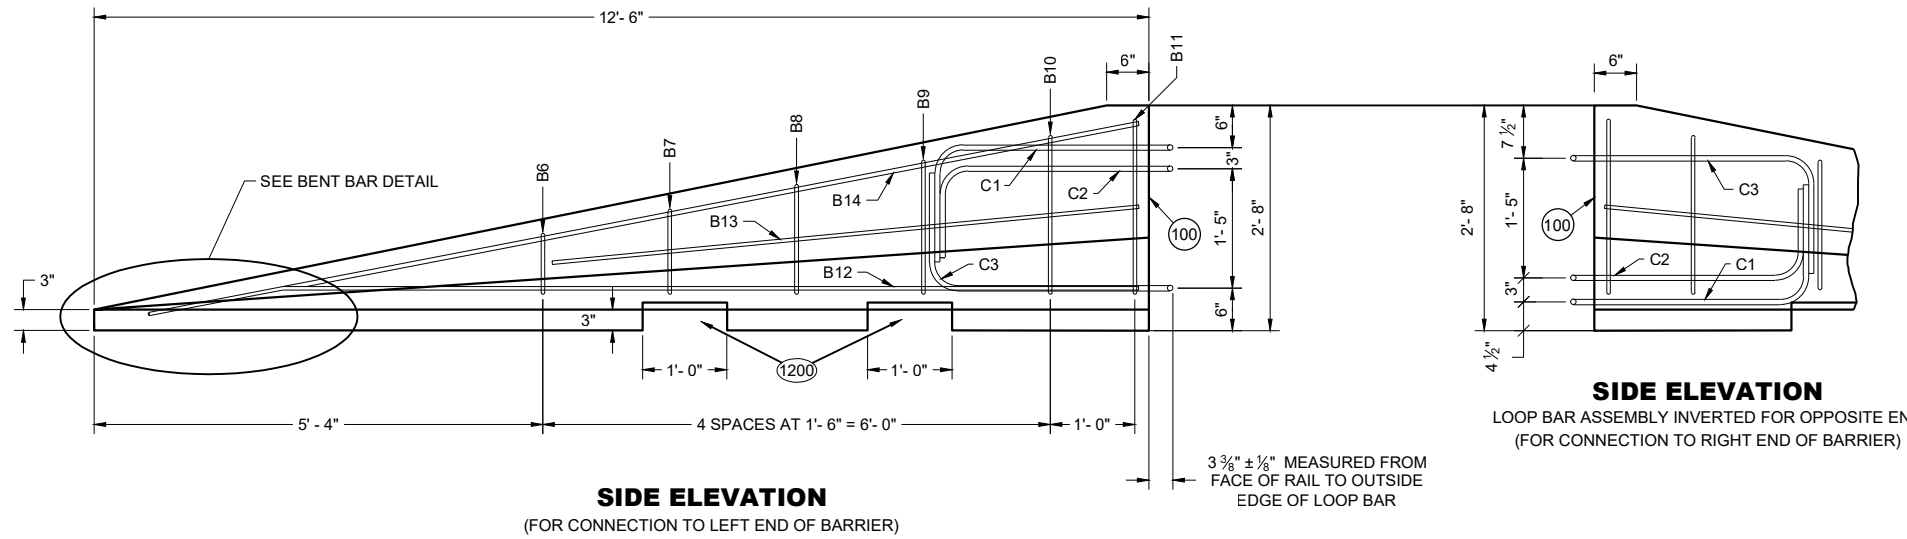 12'- 6"
6"
B11
B10
B9
B8
B7
B6
SEE BENT BAR DETAIL
B14
B13
B12
C1
C2
C3
6"
3"
1'- 5"
6"
2'- 8"
100
3"
3"
1'- 0"
1200
1'- 0"
5' - 4"
4 SPACES AT 1'- 6" = 6'- 0"
1'- 0"
3 ⅜" ± ⅛" MEASURED FROM
FACE OF RAIL TO OUTSIDE
EDGE OF LOOP BAR
SIDE ELEVATION
(FOR CONNECTION TO LEFT END OF BARRIER)
6"
7 ½"
1'- 5"
3"
4 ½"
2'- 8"
100
C3
C2
C1
SIDE ELEVATION
LOOP BAR ASSEMBLY INVERTED FOR OPPOSITE EN
(FOR CONNECTION TO RIGHT END OF BARRIER)